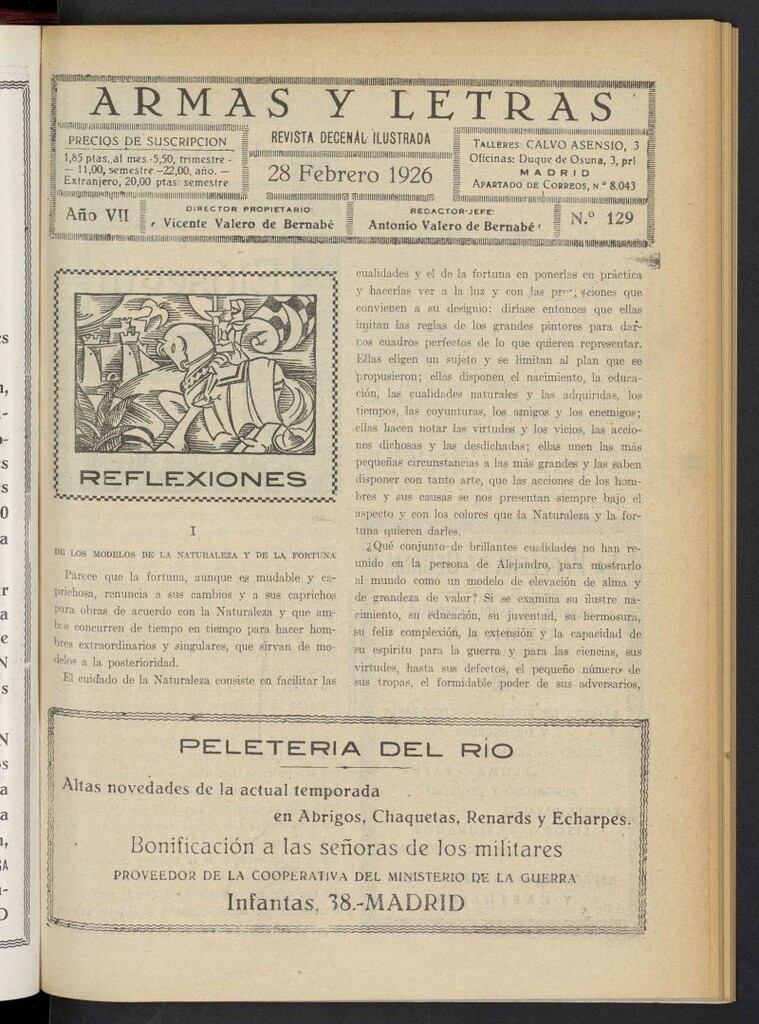 ARMAS Y LETRAS
PRECIOS DE SUSCRIPCION
1,85 ptas. al mes.-5,50, trimestre -
— 11,00, semestre -22,00, año. —
Extranjero, 20,00 ptas: semestre
REVISTA DECENAL ILUSTRADA
28 Febrero 1926
TALLERES: CALVO ASENSIO, 3
Oficinas: Duque de Osuna, 3, prl
MADRID
APARTADO DE CORREOS, N.º 8.043
Año VII
DIRECTOR PROPIETARIO:
Vicente Valero de Bernabé
REDACTOR-JEFE:
Antonio Valero de Bernabé
N.º 129
REFLEXIONES
I
DE LOS MODELOS DE LA NATURALEZA Y DE LA FORTUNA
Parece que la fortuna, aunque es mudable y ca-
prichosa, renuncia a sus cambios y a sus caprichos
para obras de acuerdo con la Naturaleza y que am-
bas concurren de tiempo en tiempo para hacer hom-
bres extraordinarios y singulares, que sirvan de mo-
delos a la posterioridad.
El cuidado de la Naturaleza consiste en facilitar las
cualidades y el de la fortuna en ponerlas en práctica
y hacerlas ver a la luz y con las que
convienen a su designio: diríase entonces que ellas
imitan las reglas de los grandes pintores para dar-
nos cuadros perfectos de lo que quieren representar.
Ellas eligen un sujeto y se limitan al plan que se
propusieron; ellas disponen el nacimiento, la educa-
ción, las cualidades naturales y las adquiridas, los
tiempos, las coyunturas, los amigos y los enemigos;
ellas hacen notar las virtudes y los vicios, las accio-
nes dichosas y las desdichadas; ellas unen las más
pequeñas circunstancias a las más grandes y las saben
disponer con tanto arte, que las acciones de los hom-
bres y sus causas se nos presentan siempre bajo el
aspecto y con los colores que la Naturaleza y la for-
tuna quieren darles.
¿Qué conjunto de brillantes cualidades no han re-
unido en la persona de Alejandro, para mostrarlo
al mundo como un modelo de elevación de alma y
de grandeza de valor? Si se examina su ilustre na-
cimiento, su educación, su juventud, su hermosura,
su feliz complexión, la extensión y la capacidad de
su espíritu para la guerra y para las ciencias, sus
virtudes, hasta sus defectos, el pequeño número de
sus tropas, el formidable poder de sus adversarios,
PELETERIA DEL RIO
Altas novedades de la actual temporada
en Abrigos, Chaquetas, Renards y Echarpes.
Bonificación a las señoras de los militares
PROVEEDOR DE LA COOPERATIVA DEL MINISTERIO DE LA GUERRA
Infantas, 38.-MADRID